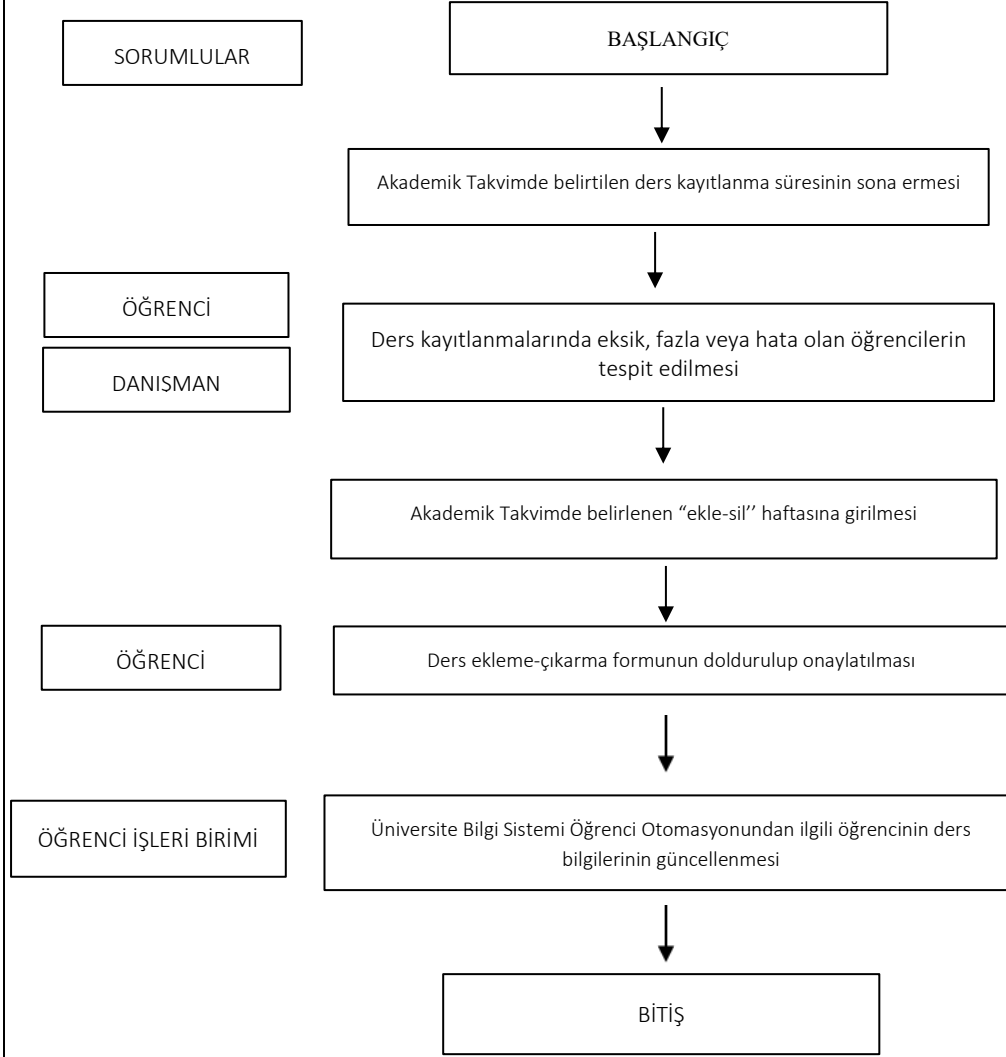 SORUMLULAR
BAŞLANGIÇ
Akademik Takvimde belirtilen ders kayıtlanma süresinin sona ermesi
ÖĞRENCİ
DANISMAN
Ders kayıtlanmalarında eksik, fazla veya hata olan öğrencilerin
tespit edilmesi
Akademik Takvimde belirlenen “ekle-sil’’ haftasına girilmesi
ÖĞRENCİ
Ders ekleme-çıkarma formunun doldurulup onaylatılması
ÖĞRENCİ İŞLERİ BİRİMİ
Üniversite Bilgi Sistemi Öğrenci Otomasyonundan ilgili öğrencinin ders
bilgilerinin güncellenmesi
BİTİŞ